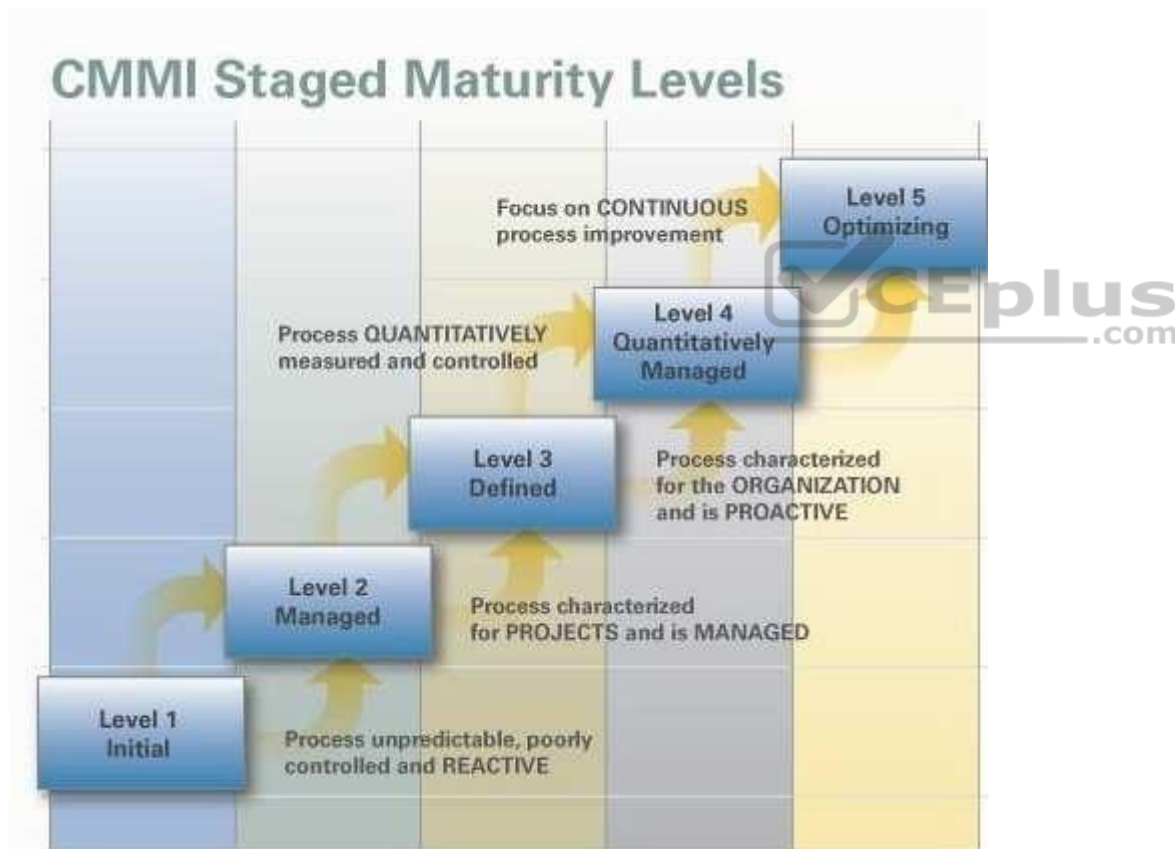 CMMI Staged Maturity Levels
Focus on CONTINUOUS
process improvement
Level 5
Optimizing
CEplus
.com
Process QUANTITATIVELY
measured and controlled
Level 4
Quantitatively
Managed
Level 3
Defined
Process characterized
for the ORGANIZATION
and is PROACTIVE
Level 2
Managed
Process characterized
for PROJECTS and is MANAGED
Level 1
Initial
Process unpredictable, poorly
controlled and REACTIVE